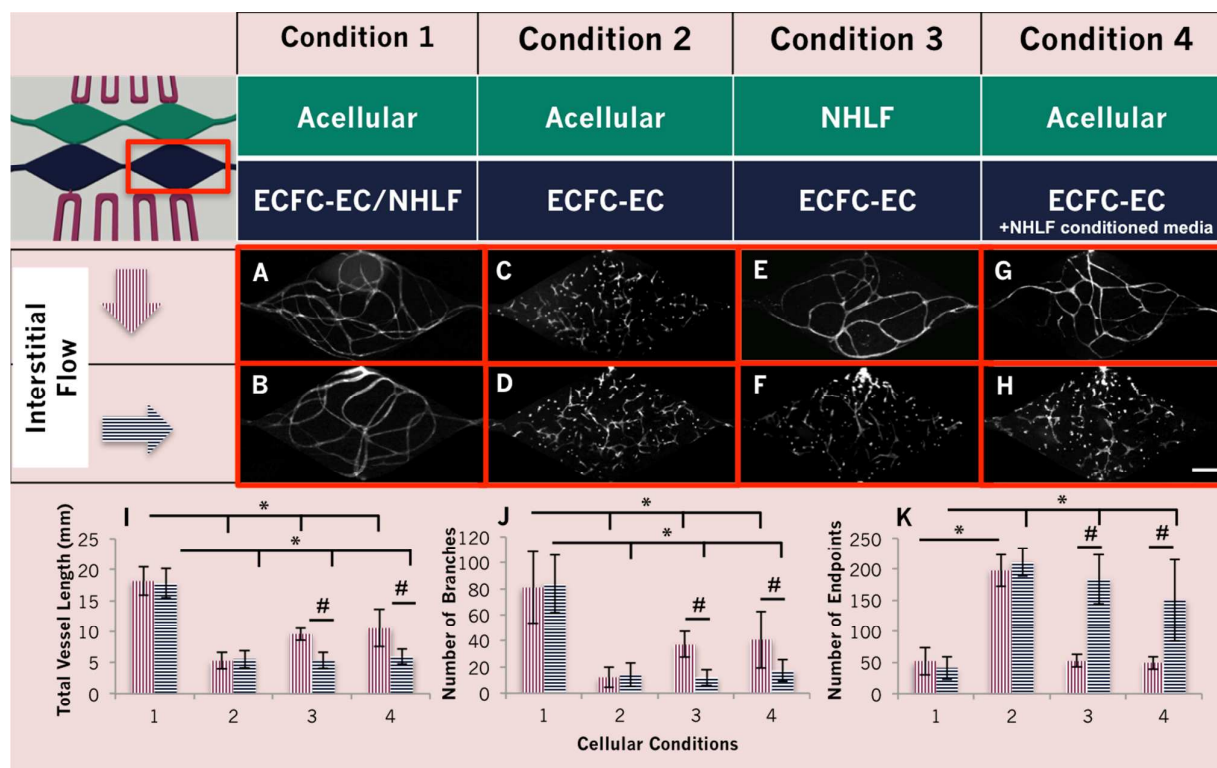 Condition 1 Condition 2 Condition 3 Condition 4
Acellular Acellular NHLF Acellular
ECFC-EC/NHLF ECFC-EC ECFC-EC ECFC-EC
+NHLF conditioned media
Interstitial
Flow
A C E G
B D F H
I J K
* * *
* * *
# # # #
# #
Total Vessel Length (mm)
25
20
15
10
5
0
1 2 3 4
Number of Branches
120
100
80
60
40
20
0
1 2 3 4
Number of Endpoints
250
200
150
100
50
0
1 2 3 4
Cellular Conditions